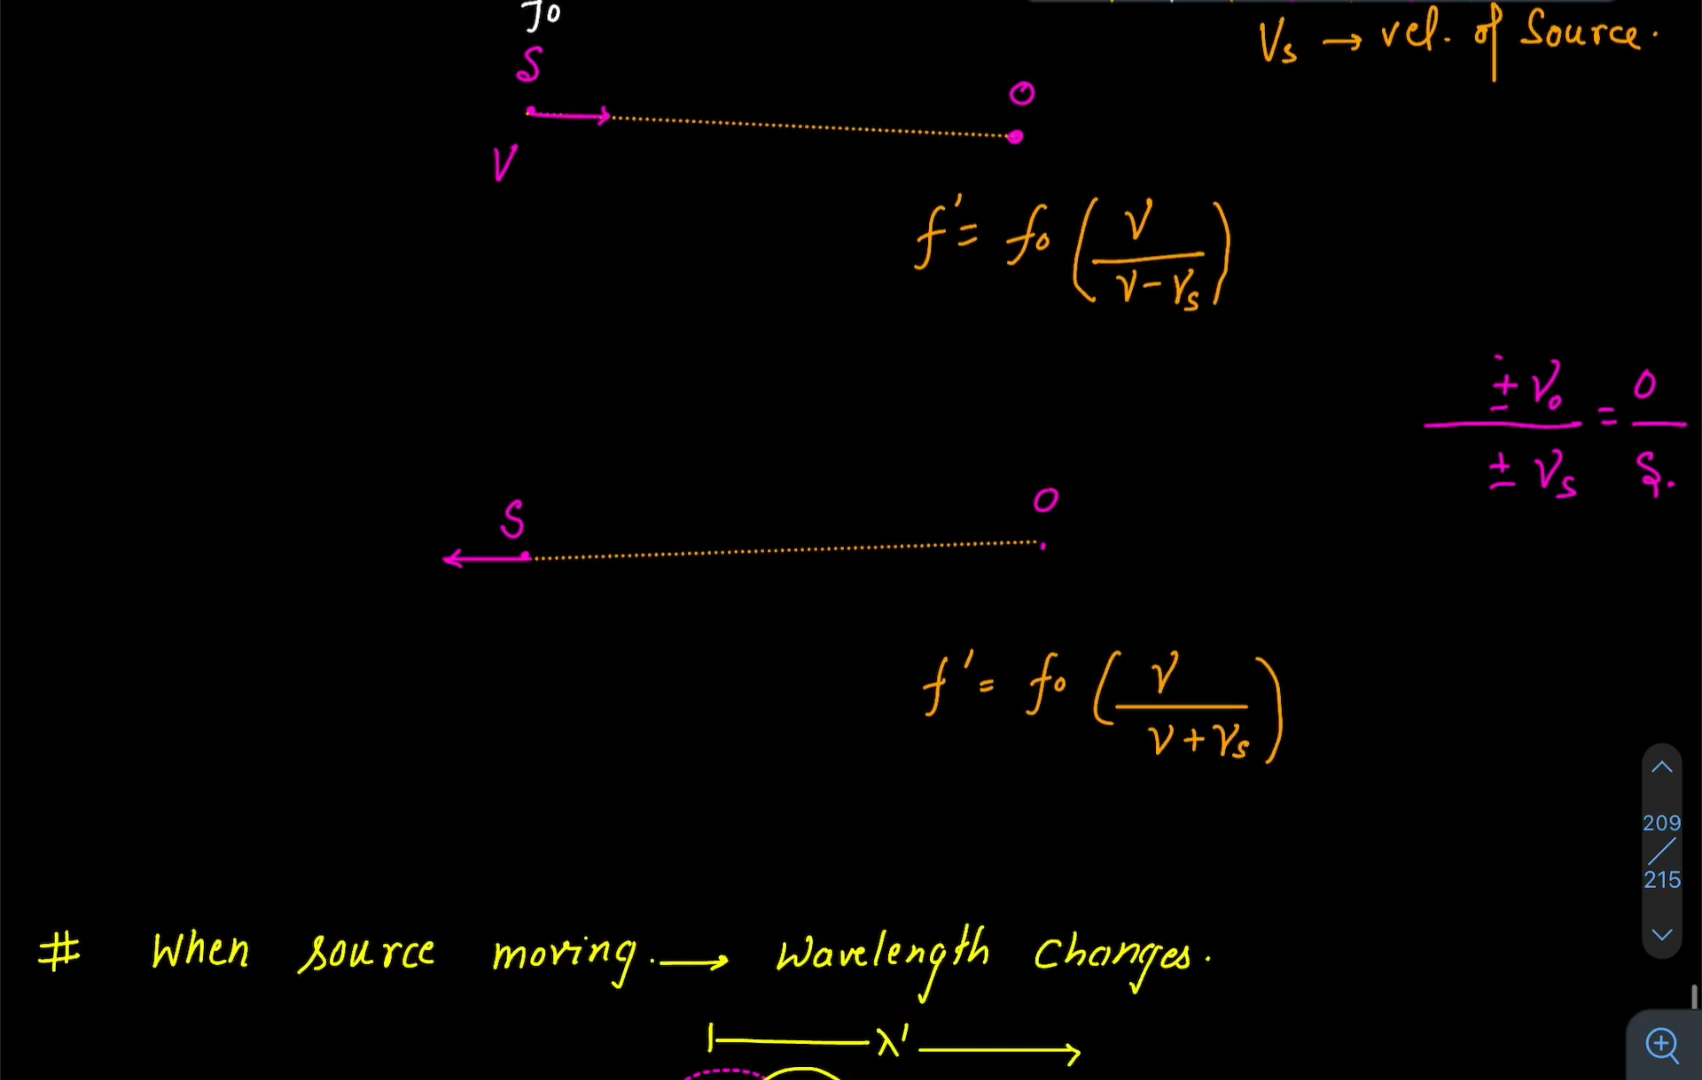 f0
Vs → vel. of Source.
S
O
V
f' = f0 ( v / v - vs )
± v0 / ± vs = O / S.
S
O
f' = f0 ( v / v + vs )
209
215
# When source moving. → Wavelength Changes.
λ'